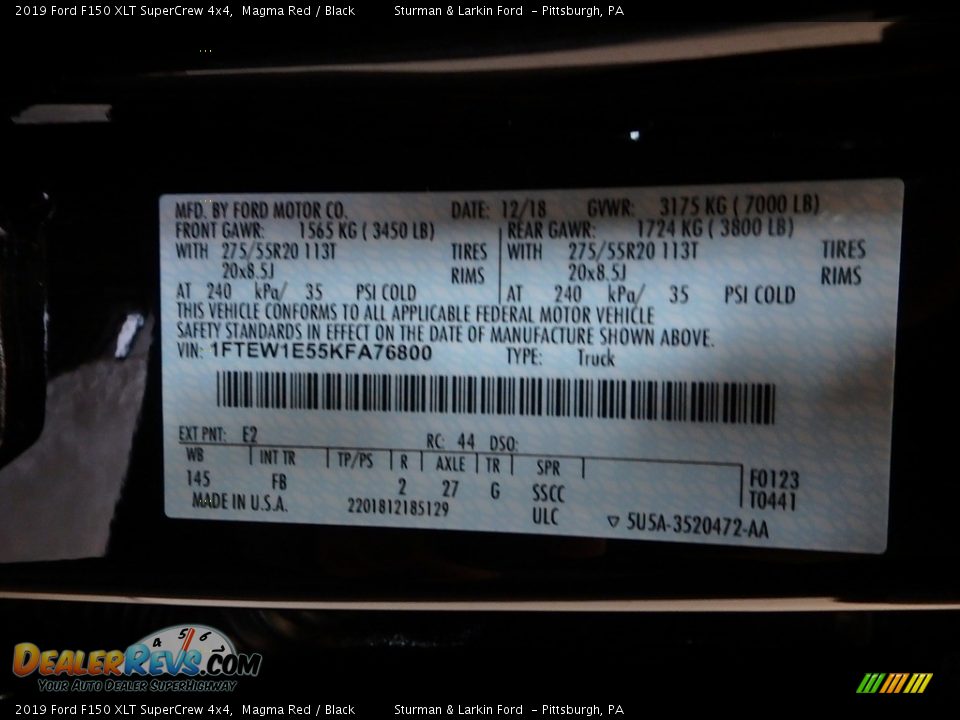 2019 Ford F150 XLT SuperCrew 4x4, Magma Red / Black Sturman & Larkin Ford - Pittsburgh, PA
MFD. BY FORD MOTOR CO. DATE: 12/18 GVWR: 3175 KG ( 7000 LB)
FRONT GAWR: 1565 KG ( 3450 LB) REAR GAWR: 1724 KG ( 3800 LB)
WITH 275/55R20 113T TIRES WITH 275/55R20 113T TIRES
20x8.5J RIMS 20x8.5J RIMS
AT 240 kPa/ 35 PSI COLD AT 240 kPa/ 35 PSI COLD
THIS VEHICLE CONFORMS TO ALL APPLICABLE FEDERAL MOTOR VEHICLE
SAFETY STANDARDS IN EFFECT ON THE DATE OF MANUFACTURE SHOWN ABOVE.
VIN: 1FTEW1E55KFA76800 TYPE: Truck
EXT PNT: E2 RC: 44 DSO:
WB INT TR TP/PS R AXLE TR SPR
145 FB 2 27 G SSCC F0123
T0441
MADE IN U.S.A. 2201812185129 ULC ▽ 5U5A-3520472-AA
4 5 6
DEALERREVS.COM
YOUR AUTO DEALER SUPERHIGHWAY
2019 Ford F150 XLT SuperCrew 4x4, Magma Red / Black Sturman & Larkin Ford - Pittsburgh, PA